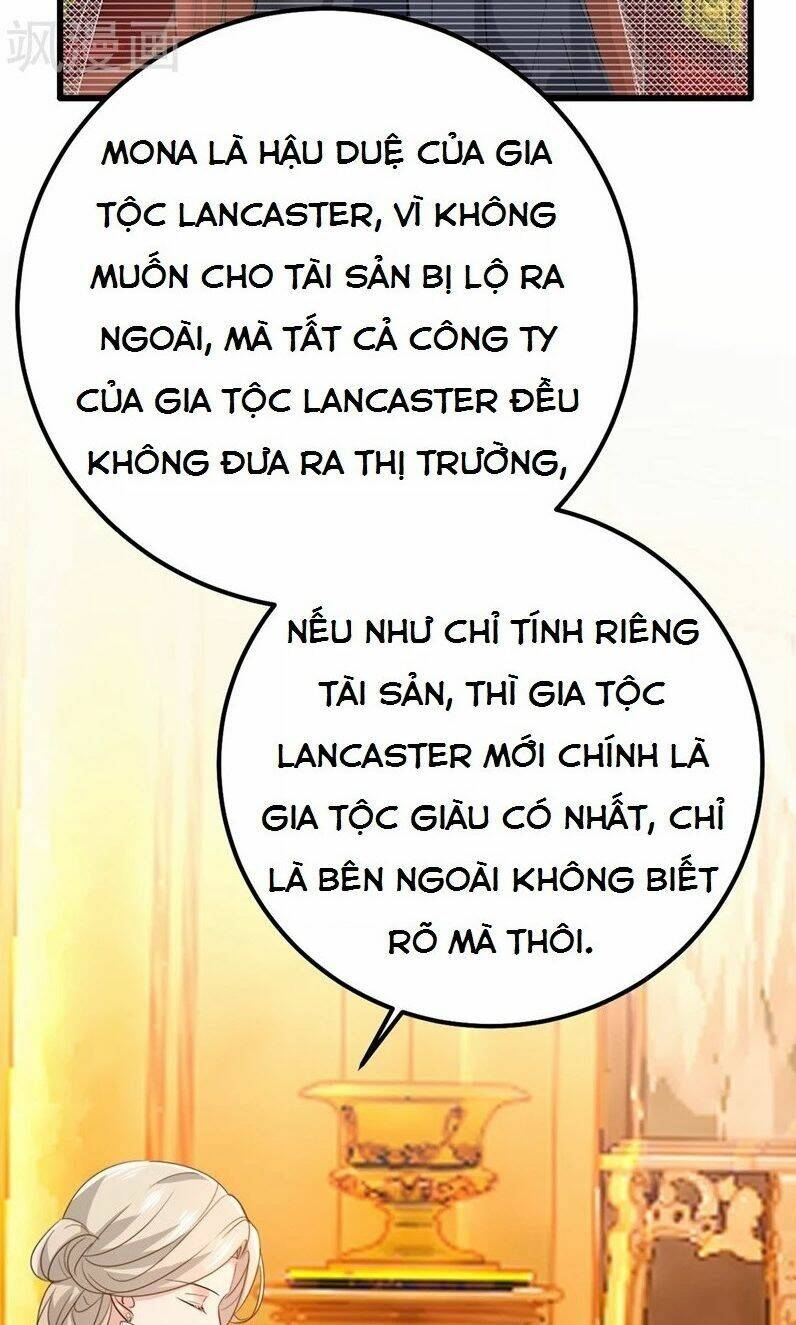 飒漫画
MONA LÀ HẬU DUỆ CỦA GIA
TỘC LANCASTER, VÌ KHÔNG
MUỐN CHO TÀI SẢN BỊ LỘ RA
NGOÀI, MÀ TẤT CẢ CÔNG TY
CỦA GIA TỘC LANCASTER ĐỀU
KHÔNG ĐƯA RA THỊ TRƯỜNG,
NẾU NHƯ CHỈ TÍNH RIÊNG
TÀI SẢN, THÌ GIA TỘC
LANCASTER MỚI CHÍNH LÀ
GIA TỘC GIÀU CÓ NHẤT, CHỈ
LÀ BÊN NGOÀI KHÔNG BIẾT
RÕ MÀ THÔI.